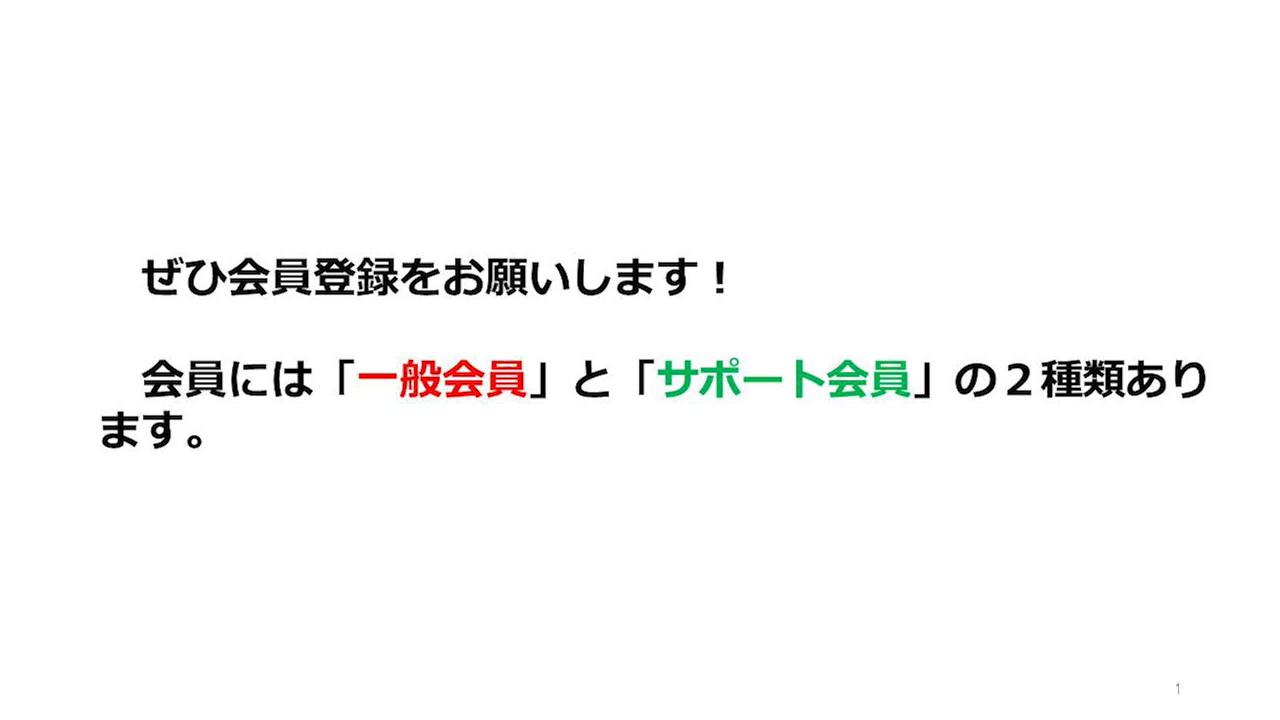 ぜひ会員登録をお願いします！
会員には「一般会員」と「サポート会員」の２種類あり
ます。
1